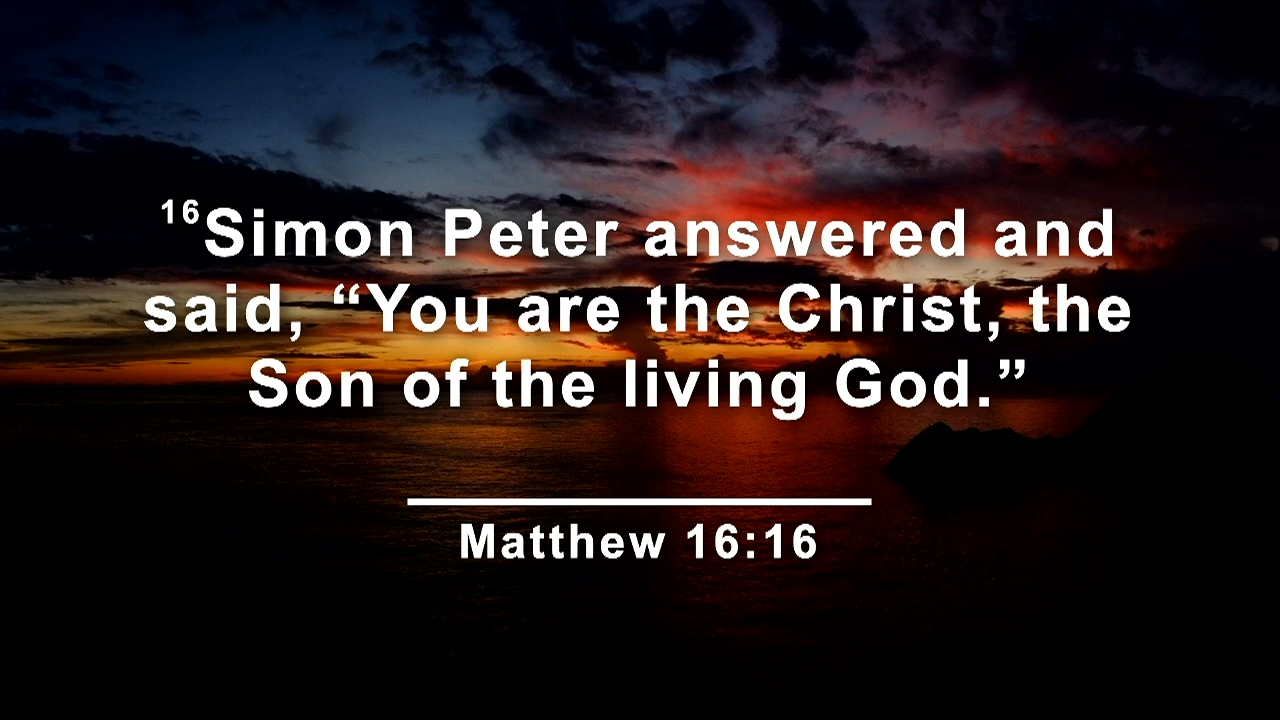 ¹⁶Simon Peter answered and
said, “You are the Christ, the
Son of the living God.”
Matthew 16:16